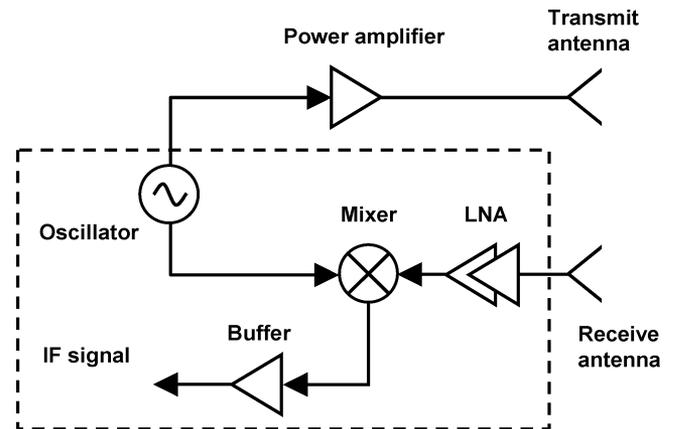 Transmit
antenna
Power amplifier
Mixer
LNA
Oscillator
Buffer
IF signal
Receive
antenna